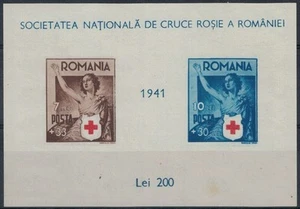 SOCIETATEA NAȚIONALĂ DE CRUCE ROȘIE A ROMÂNIEI
ROMANIA
7
POSTA
+33
1941
ROMANIA
10
POSTA
+30
Lei 200